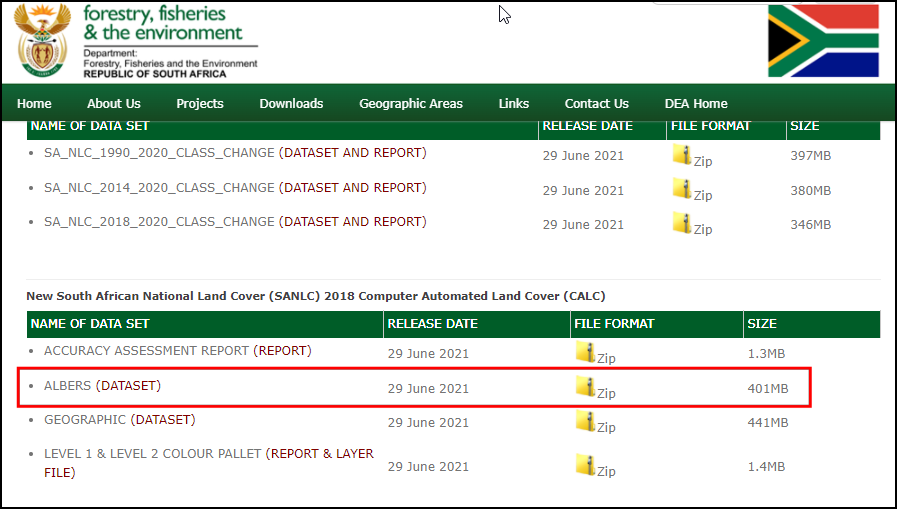 forestry, fisheries
& the environment
Department:
Forestry, Fisheries and the Environment
REPUBLIC OF SOUTH AFRICA
Home About Us Projects Downloads Geographic Areas Links Contact Us DEA Home
NAME OF DATA SET RELEASE DATE FILE FORMAT SIZE
• SA_NLC_1990_2020_CLASS_CHANGE (DATASET AND REPORT) 29 June 2021 Zip 397MB
• SA_NLC_2014_2020_CLASS_CHANGE (DATASET AND REPORT) 29 June 2021 Zip 380MB
• SA_NLC_2018_2020_CLASS_CHANGE (DATASET AND REPORT) 29 June 2021 Zip 346MB
New South African National Land Cover (SANLC) 2018 Computer Automated Land Cover (CALC)
NAME OF DATA SET RELEASE DATE FILE FORMAT SIZE
• ACCURACY ASSESSMENT REPORT (REPORT) 29 June 2021 Zip 1.3MB
• ALBERS (DATASET) 29 June 2021 Zip 401MB
• GEOGRAPHIC (DATASET) 29 June 2021 Zip 441MB
• LEVEL 1 & LEVEL 2 COLOUR PALLET (REPORT & LAYER
FILE) 29 June 2021 Zip 1.4MB